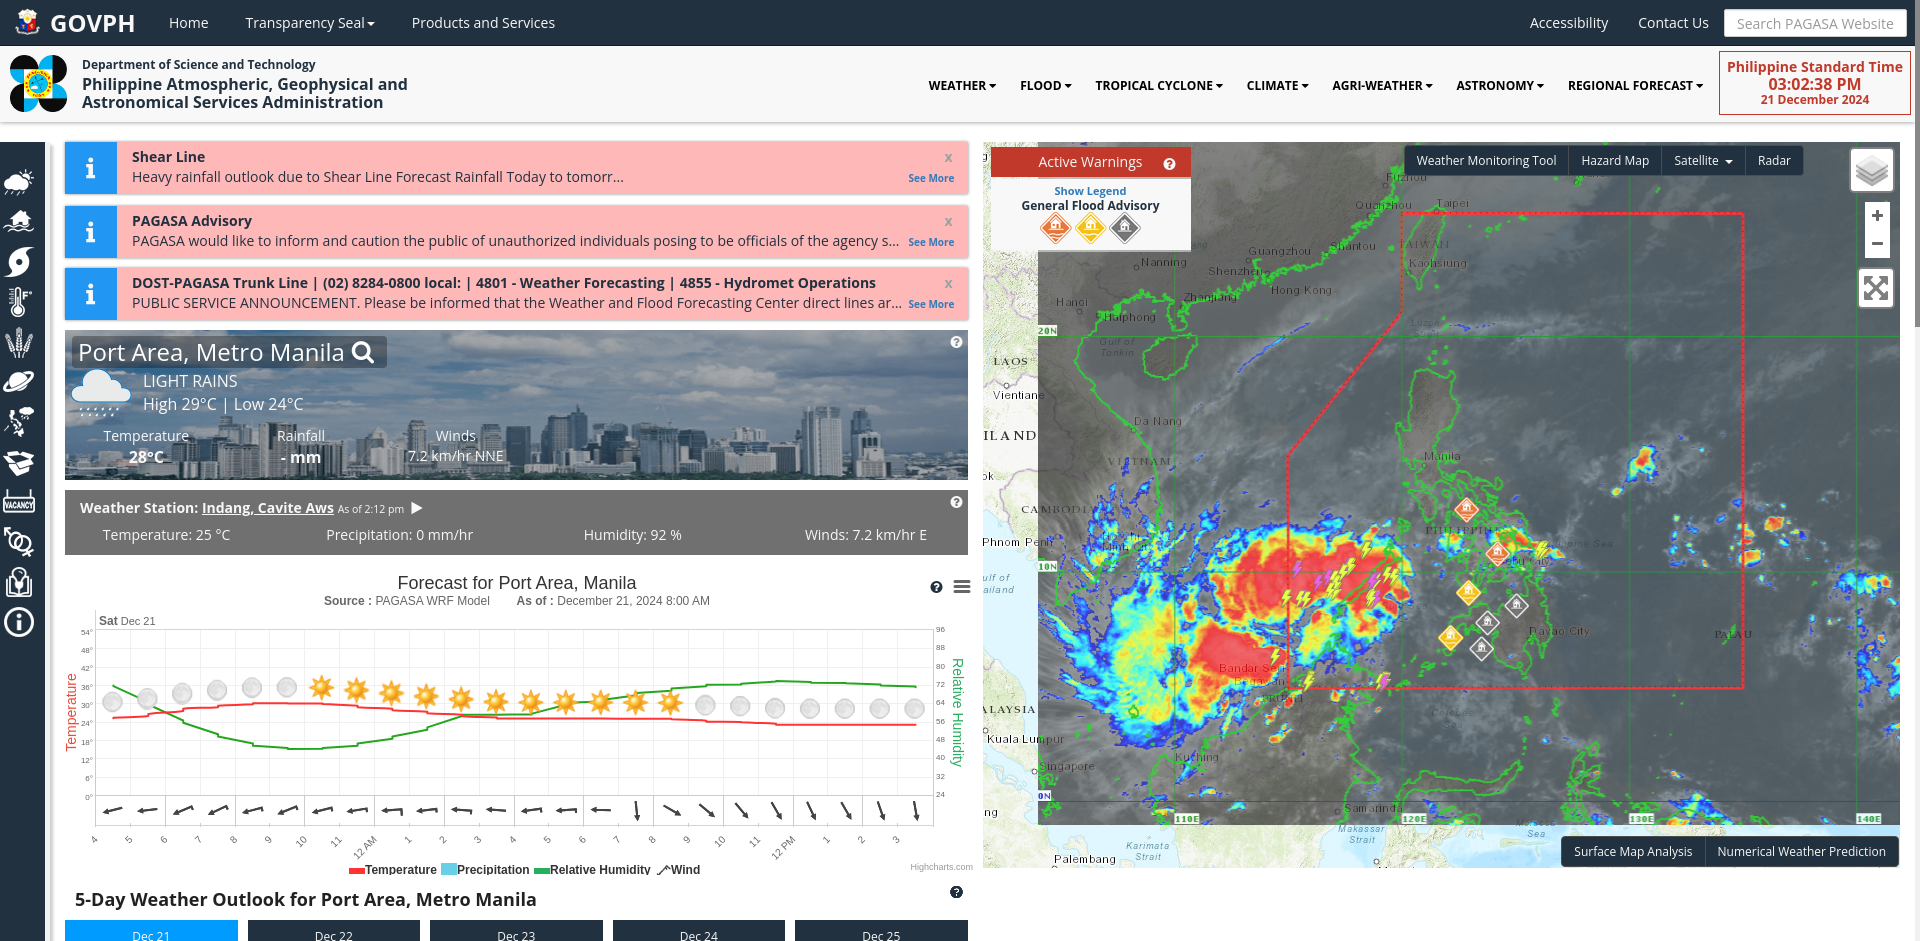 GOVPH
Home
Transparency Seal
Products and Services
Accessibility
Contact Us
Search PAGASA Website
Department of Science and Technology
Philippine Atmospheric, Geophysical and
Astronomical Services Administration
WEATHER
FLOOD
TROPICAL CYCLONE
CLIMATE
AGRI-WEATHER
ASTRONOMY
REGIONAL FORECAST
Philippine Standard Time
03:02:38 PM
21 December 2024
Shear Line
x
Heavy rainfall outlook due to Shear Line Forecast Rainfall Today to tomorr...
See More
PAGASA Advisory
x
PAGASA would like to inform and caution the public of unauthorized individuals posing to be officials of the agency s...
See More
DOST-PAGASA Trunk Line | (02) 8284-0800 local: | 4801 - Weather Forecasting | 4855 - Hydromet Operations
x
PUBLIC SERVICE ANNOUNCEMENT. Please be informed that the Weather and Flood Forecasting Center direct lines ar...
See More
VACANCY
Port Area, Metro Manila
LIGHT RAINS
High 29°C | Low 24°C
Temperature
Rainfall
Winds
28°C
- mm
7.2 km/hr NNE
Weather Station: Indang, Cavite Aws As of 2:12 pm
Temperature: 25 °C
Precipitation: 0 mm/hr
Humidity: 92 %
Winds: 7.2 km/hr E
Forecast for Port Area, Manila
Source : PAGASA WRF Model As of : December 21, 2024 8:00 AM
Sat Dec 21
Temperature
54°
48°
42°
36°
30°
24°
18°
12°
6°
0°
96
88
80
72
64
56
48
40
32
24
Relative Humidity
4 5 6 7 8 9 10 11 12 AM 1 2 3 4 5 6 7 8 9 10 11 12 PM 1 2 3
Temperature Precipitation Relative Humidity Wind
Highcharts.com
5-Day Weather Outlook for Port Area, Metro Manila
Dec 21
Dec 22
Dec 23
Dec 24
Dec 25
Active Warnings
Show Legend
General Flood Advisory
Weather Monitoring Tool
Hazard Map
Satellite
Radar
+
−
Fuzhou
Quanzhou
Taipei
TAIWAN
Kaohsiung
Shantou
Guangzhou
Shenzhen
Hong Kong
Nanning
Zhanjiang
Hanoi
Haiphong
Gulf of
Tonkin
20N
LAOS
Vientiane
Da Nang
ILAND
VIETNAM
Manila
ok
CAMBODIA
Phnom Penh
PHILIPPINES
Cebu City
10N
ulf of
ailand
Davao City
PALAU
Bandar Seri
Begawan
BRUNEI
ALAYSIA
Kuala Lumpur
Kuching
Singapore
0N
ng
Samarinda
110E
120E
130E
140E
Makassar
Strait
Karimata
Strait
Palembang
Sea
Surface Map Analysis
Numerical Weather Prediction